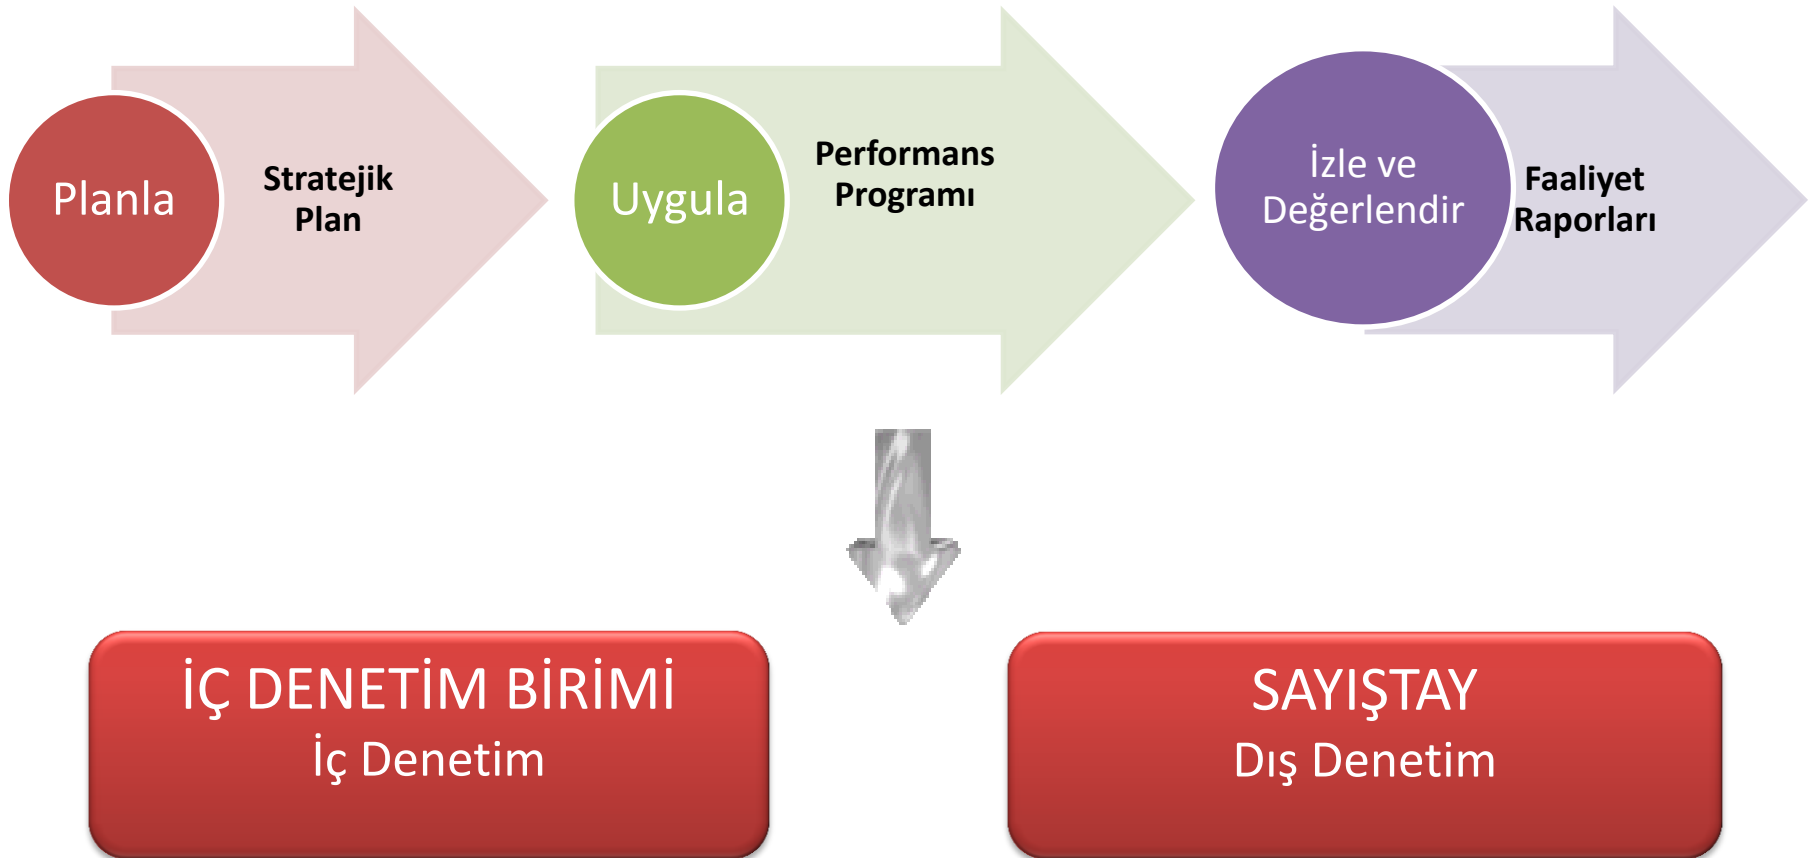 Planla
Stratejik
Plan
Uygula
Performans
Programı
İzle ve
Değerlendir
Faaliyet
Raporları
İÇ DENETİM BİRİMİ
İç Denetim
SAYIŞTAY
Dış Denetim